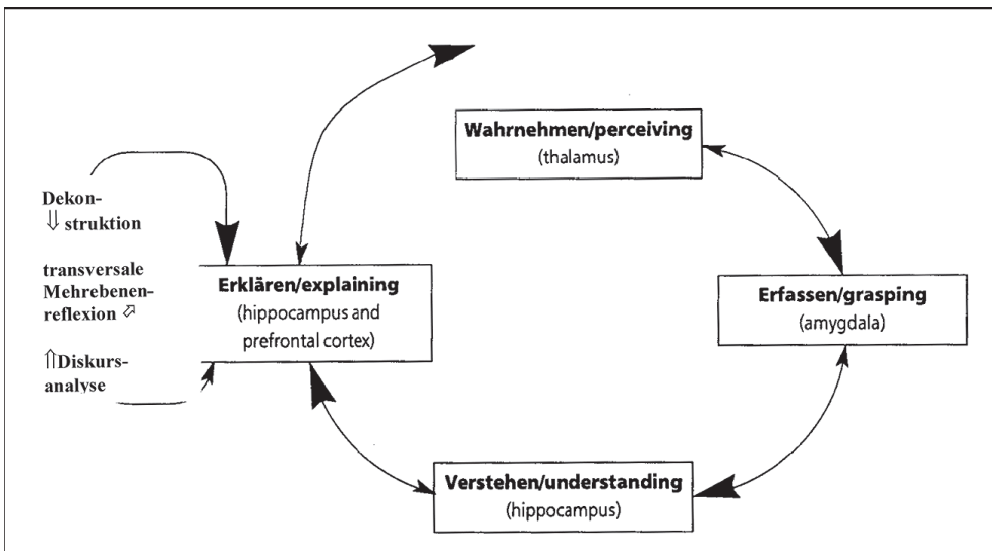 Wahrnehmen/perceiving
(thalamus)
Dekon-
⇓ struktion
transversale
Mehrebenen-
reflexion ⇗
⇑Diskurs-
analyse
Erklären/explaining
(hippocampus and
prefrontal cortex)
Erfassen/grasping
(amygdala)
Verstehen/understanding
(hippocampus)